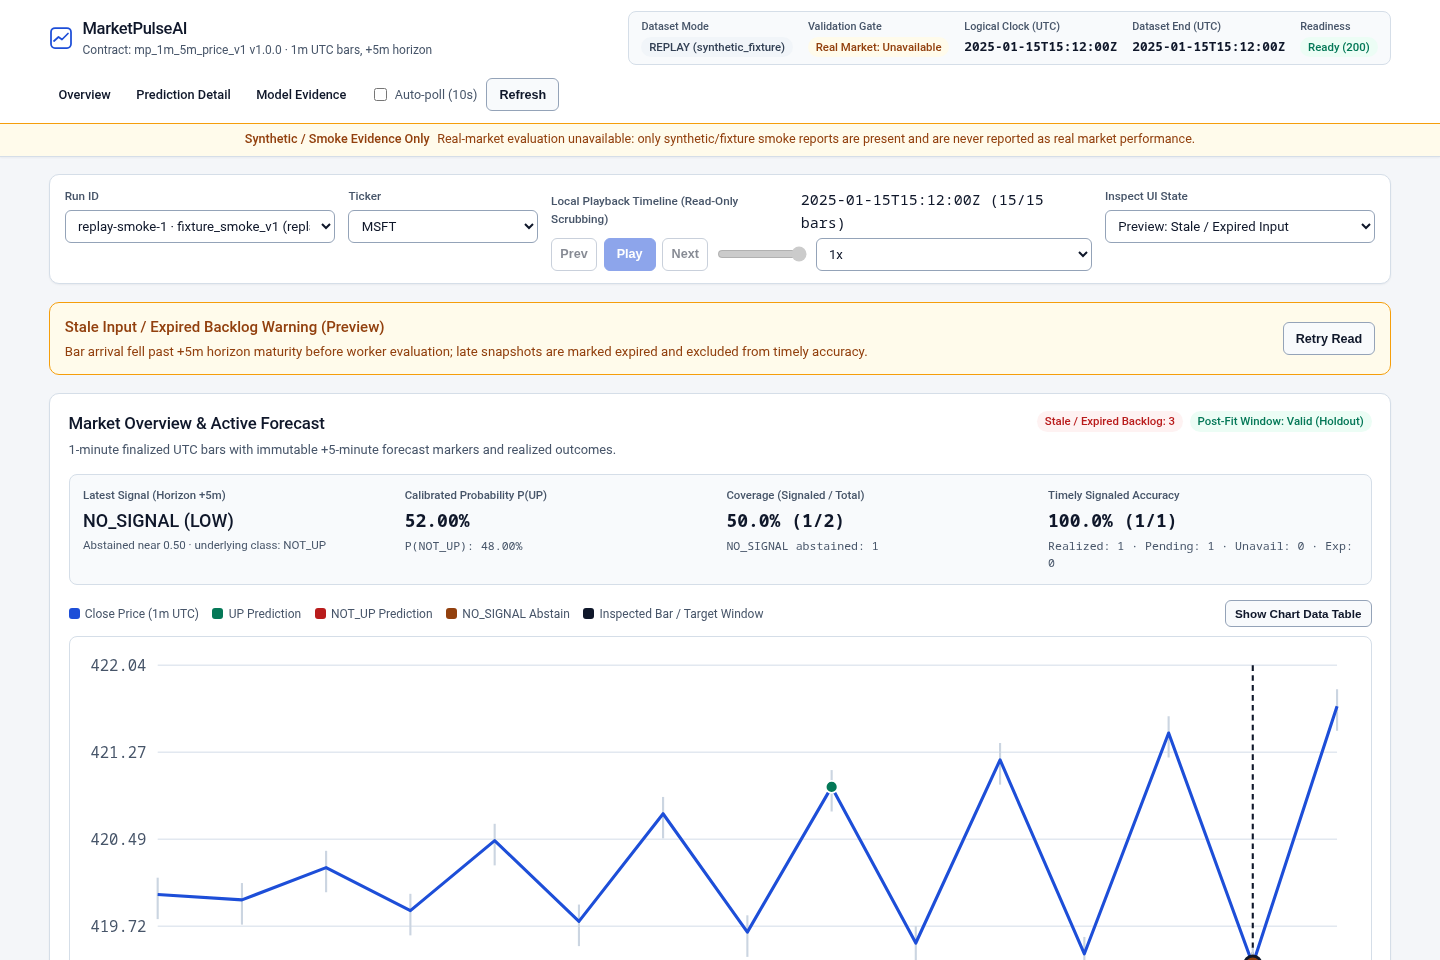 MarketPulseAI
Contract: mp_1m_5m_price_v1 v1.0.0 · 1m UTC bars, +5m horizon
Dataset Mode
REPLAY (synthetic_fixture)
Validation Gate
Real Market: Unavailable
Logical Clock (UTC)
2025-01-15T15:12:00Z
Dataset End (UTC)
2025-01-15T15:12:00Z
Readiness
Ready (200)
Overview
Prediction Detail
Model Evidence
Auto-poll (10s)
Refresh
Synthetic / Smoke Evidence Only Real-market evaluation unavailable: only synthetic/fixture smoke reports are present and are never reported as real market performance.
Run ID
replay-smoke-1 · fixture_smoke_v1 (repl
Ticker
MSFT
Local Playback Timeline (Read-Only
Scrubbing)
2025-01-15T15:12:00Z (15/15
bars)
Prev
Play
Next
1x
Inspect UI State
Preview: Stale / Expired Input
Stale Input / Expired Backlog Warning (Preview)
Bar arrival fell past +5m horizon maturity before worker evaluation; late snapshots are marked expired and excluded from timely accuracy.
Retry Read
Market Overview & Active Forecast
1-minute finalized UTC bars with immutable +5-minute forecast markers and realized outcomes.
Stale / Expired Backlog: 3
Post-Fit Window: Valid (Holdout)
Latest Signal (Horizon +5m)
NO_SIGNAL (LOW)
Abstained near 0.50 · underlying class: NOT_UP
Calibrated Probability P(UP)
52.00%
P(NOT_UP): 48.00%
Coverage (Signaled / Total)
50.0% (1/2)
NO_SIGNAL abstained: 1
Timely Signaled Accuracy
100.0% (1/1)
Realized: 1 · Pending: 1 · Unavail: 0 · Exp:
0
Close Price (1m UTC)
UP Prediction
NOT_UP Prediction
NO_SIGNAL Abstain
Inspected Bar / Target Window
Show Chart Data Table
422.04
421.27
420.49
419.72